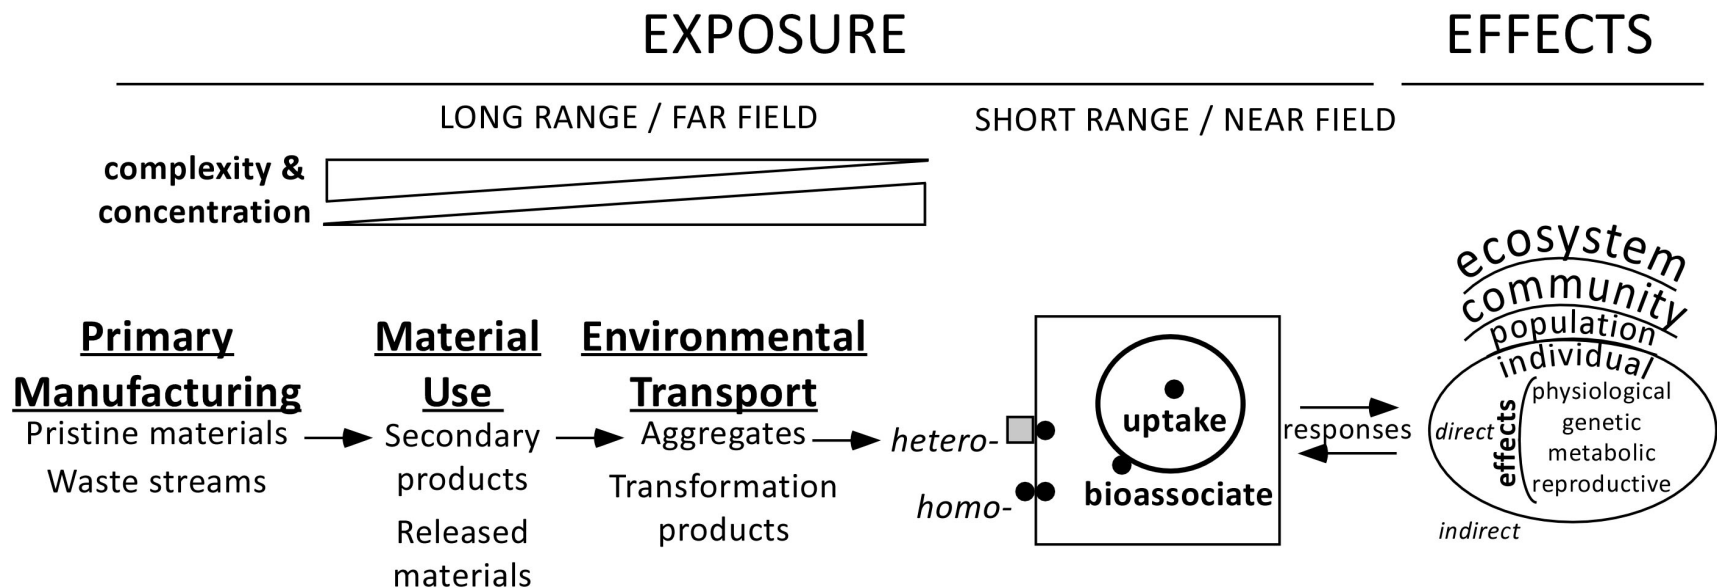 EXPOSURE
EFFECTS
LONG RANGE / FAR FIELD
SHORT RANGE / NEAR FIELD
complexity &
concentration
Primary
Manufacturing
Pristine materials
Waste streams
Material
Use
Secondary
products
Released
materials
Environmental
Transport
Aggregates
Transformation
products
hetero-
homo-
uptake
bioassociate
responses
ecosystem
community
population
individual
direct
effects
physiological
genetic
metabolic
reproductive
indirect